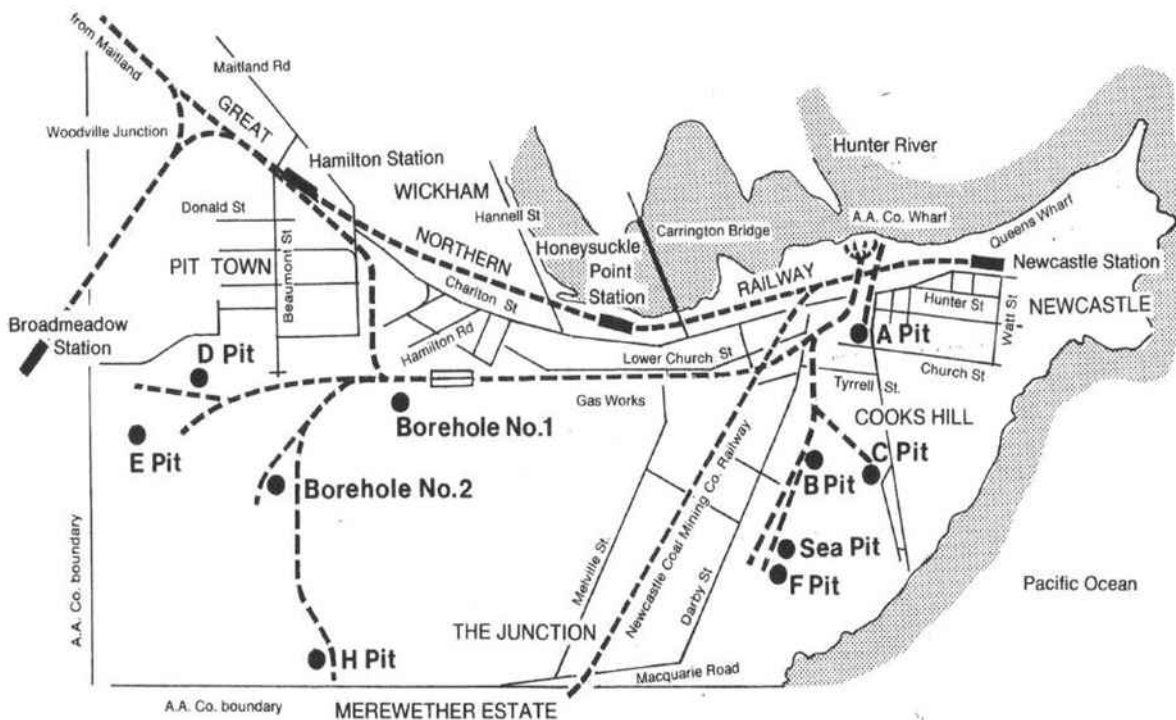 from Maitland
Maitland Rd
GREAT
Woodville Junction
Hamilton Station
Hunter River
WICKHAM
Donald St
Hannell St
Carrington Bridge
A.A. Co. Wharf
Queens Wharf
NORTHERN
Honeysuckle
Point
Station
PIT TOWN
Beaumont St
RAILWAY
Newcastle Station
Charlton St
Hunter St
Watt St
NEWCASTLE
Broadmeadow
Station
Hamilton Rd
A Pit
D Pit
Lower Church St
Church St
Gas Works
Tyrrell St.
COOKS HILL
Borehole No.1
E Pit
C Pit
Borehole No.2
B Pit
Newcastle Coal Mining Co. Railway
Melville St.
Darby St
Sea Pit
F Pit
Pacific Ocean
A.A. Co. boundary
THE JUNCTION
H Pit
Macquarie Road
A.A. Co. boundary
MEREWETHER ESTATE